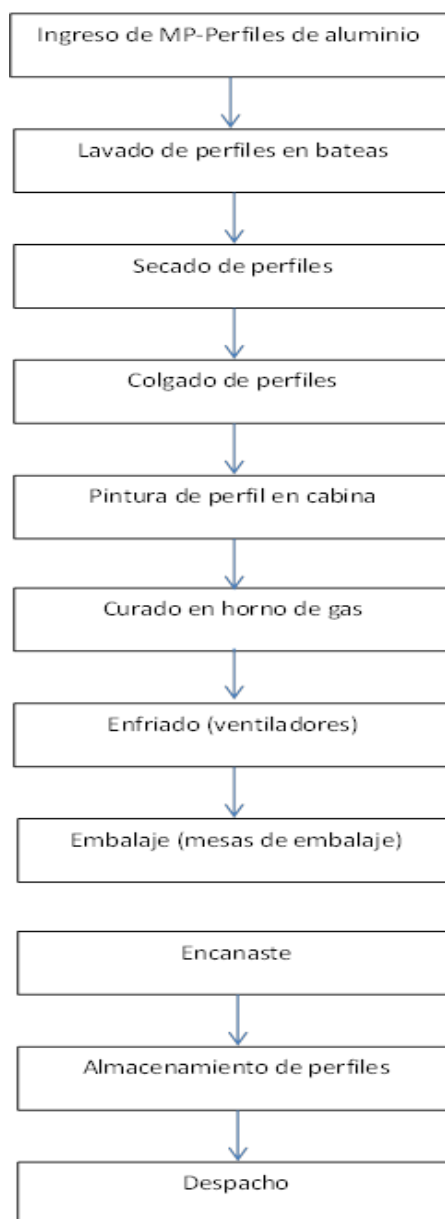 Ingreso de MP-Perfiles de aluminio
Lavado de perfiles en bateas
Secado de perfiles
Colgado de perfiles
Pintura de perfil en cabina
Curado en horno de gas
Enfriado (ventiladores)
Embalaje (mesas de embalaje)
Encanaste
Almacenamiento de perfiles
Despacho